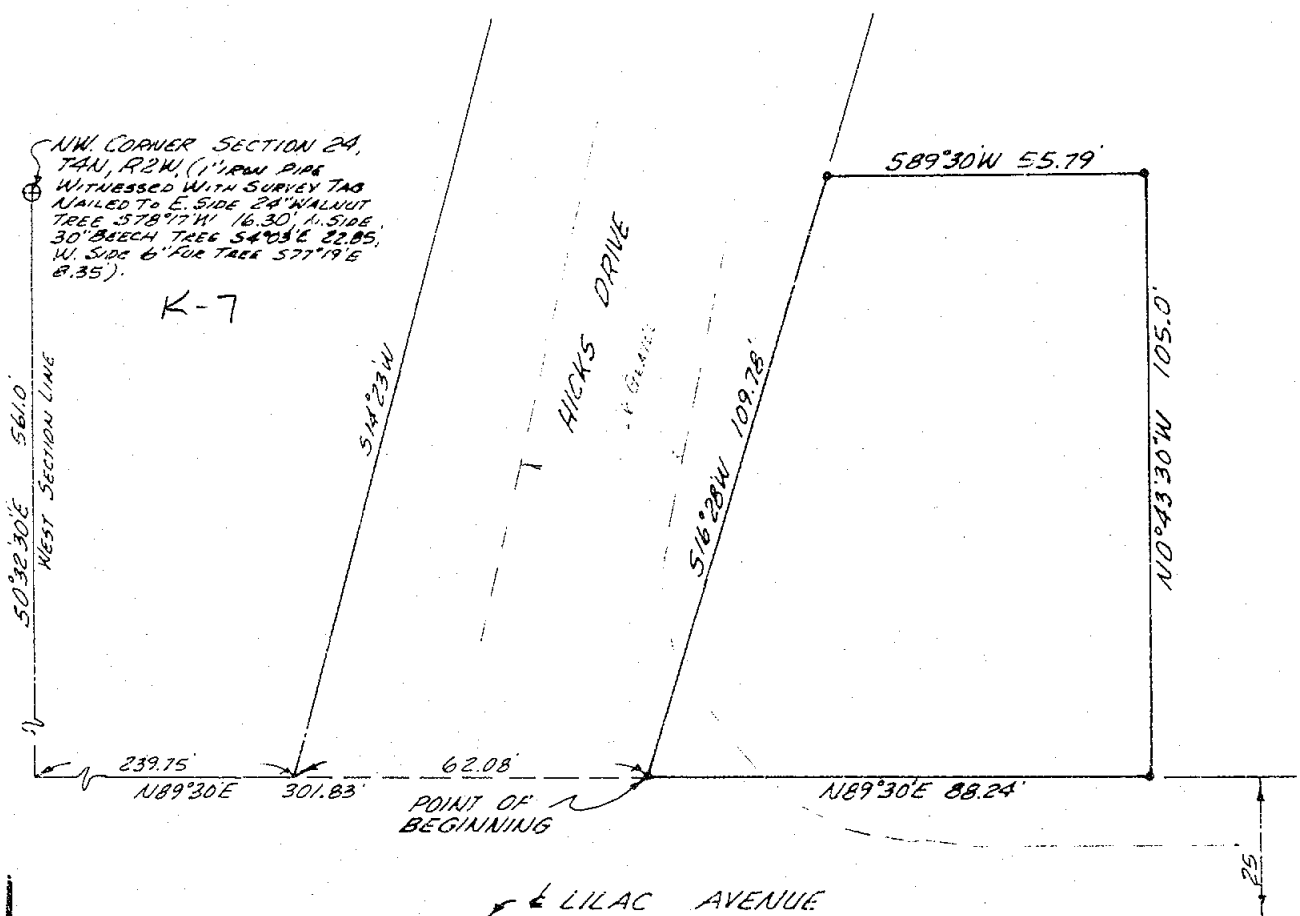 NW. CORNER SECTION 24,
T4N, R2W, (1" IRON PIPE
WITNESSED WITH SURVEY TAG
NAILED TO E. SIDE 24" WALNUT
TREE S78°17'W 16.30', N. SIDE
30" BEECH TREE S4°03'E 22.85,
W. SIDE 6" FUR TREE S77°19'E
8.35').
K-7
S89°30'W 55.79'
S0°32'30"E 561.0'
WEST SECTION LINE
S14°23'W
HICKS DRIVE
GRAVEL
S16°28'W 109.78'
N0°43'30"W 105.0'
239.75'
62.08'
N89°30'E 301.83'
N89°30'E 88.24'
POINT OF
BEGINNING
25
℄ LILAC AVENUE